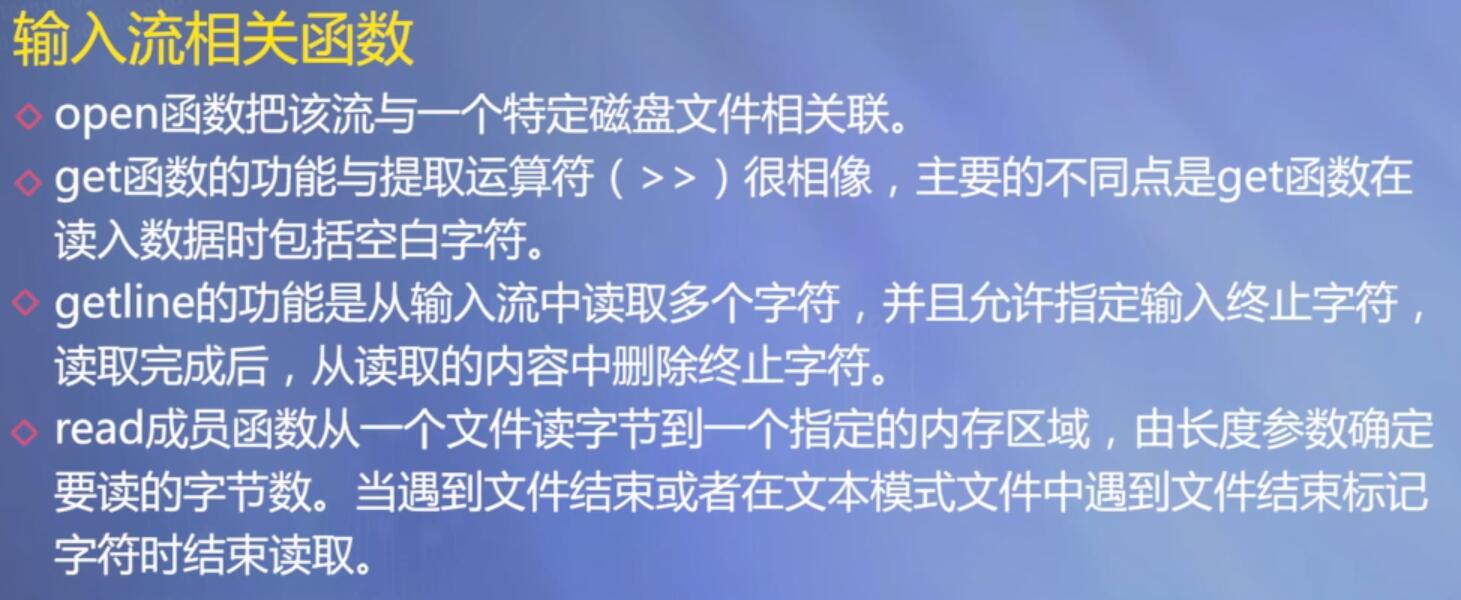 输入流相关函数
open函数把该流与一个特定磁盘文件相关联。
get函数的功能与提取运算符（>>）很相像，主要的不同点是get函数在
读入数据时包括空白字符。
getline的功能是从输入流中读取多个字符，并且允许指定输入终止字符，
读取完成后，从读取的内容中删除终止字符。
read成员函数从一个文件读字节到一个指定的内存区域，由长度参数确定
要读的字节数。当遇到文件结束或者在文本模式文件中遇到文件结束标记
字符时结束读取。